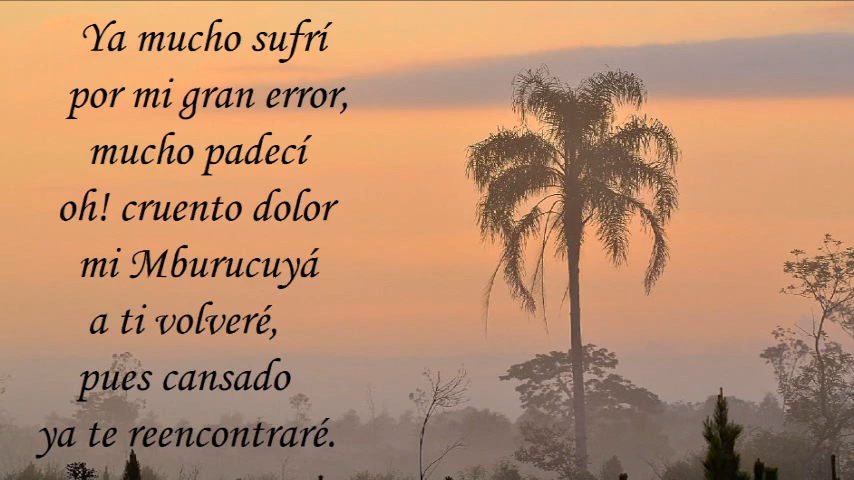 Ya mucho sufrí
por mi gran error,
mucho padecí
oh! cruento dolor
mi Mburucuyá
a ti volveré,
pues cansado
ya te reencontraré.